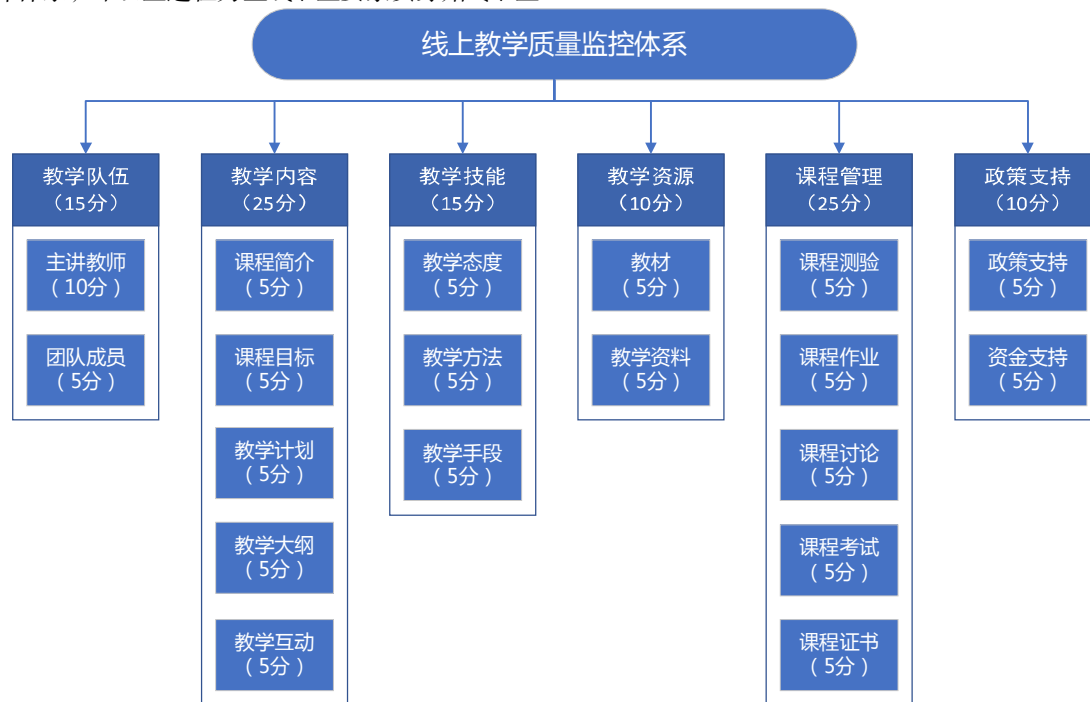 线上教学质量监控体系
教学队伍
（15分）
主讲教师
（10分）
团队成员
（5分）
教学内容
（25分）
课程简介
（5分）
课程目标
（5分）
教学计划
（5分）
教学大纲
（5分）
教学互动
（5分）
教学技能
（15分）
教学态度
（5分）
教学方法
（5分）
教学手段
（5分）
教学资源
（10分）
教材
（5分）
教学资料
（5分）
课程管理
（25分）
课程测验
（5分）
课程作业
（5分）
课程讨论
（5分）
课程考试
（5分）
课程证书
（5分）
政策支持
（10分）
政策支持
（5分）
资金支持
（5分）